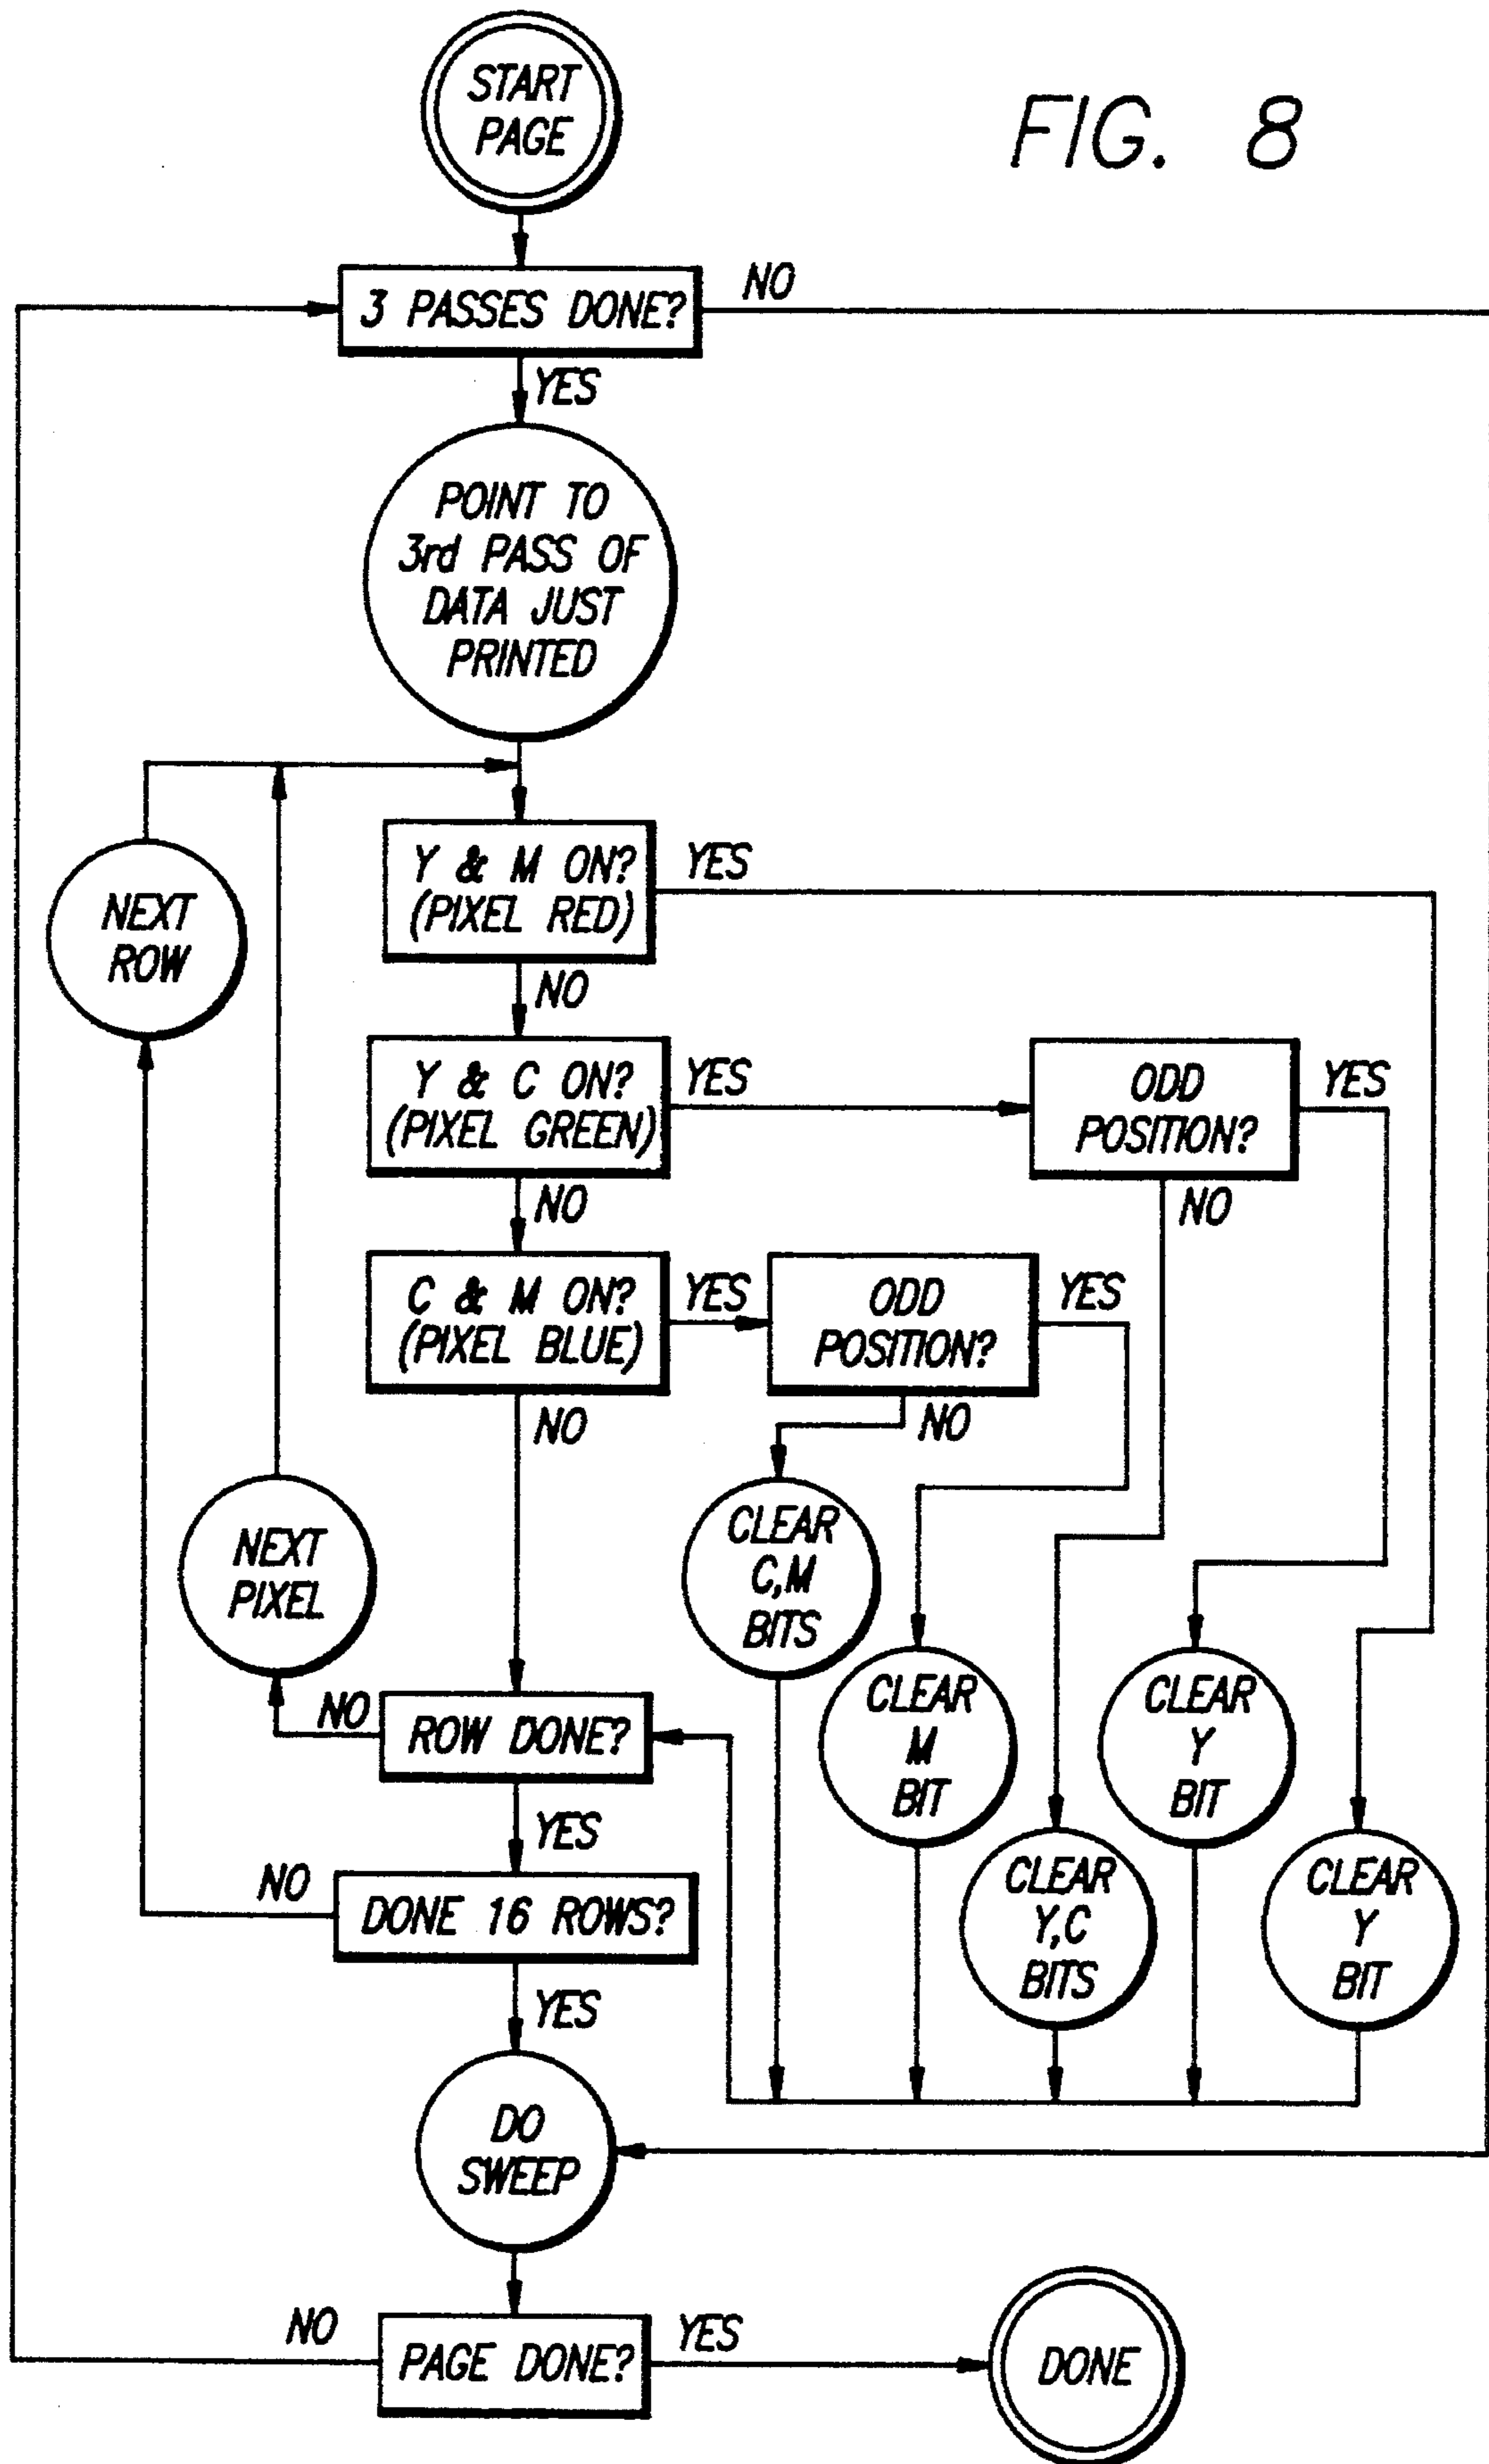 START
PAGE
FIG. 8
3 PASSES DONE?
NO
YES
POINT TO
3rd PASS OF
DATA JUST
PRINTED
Y & M ON?
(PIXEL RED)
YES
NEXT
ROW
NO
Y & C ON?
(PIXEL GREEN)
YES
ODD
POSITION?
YES
NO
NO
C & M ON?
(PIXEL BLUE)
YES
ODD
POSITION?
YES
NO
NO
CLEAR
C,M
BITS
NEXT
PIXEL
CLEAR
M
BIT
CLEAR
Y
BIT
NO
ROW DONE?
YES
CLEAR
Y,C
BITS
CLEAR
Y
BIT
NO
DONE 16 ROWS?
YES
DO
SWEEP
NO
PAGE DONE?
YES
DONE